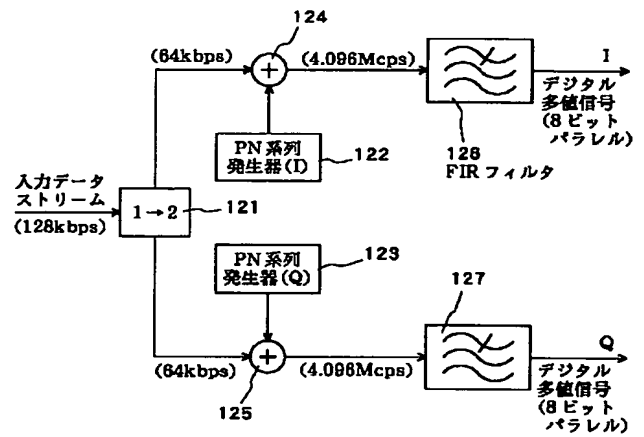 124
(64kbps)
(4.096Mcps)
I
デジタル
多値信号
(8ビット
パラレル)
PN系列
発生器(I)
122
126
FIRフィルタ
入力データ
ストリーム
(128kbps)
1→2
121
PN系列
発生器(Q)
123
127
Q
(64kbps)
(4.096Mcps)
125
デジタル
多値信号
(8ビット
パラレル)